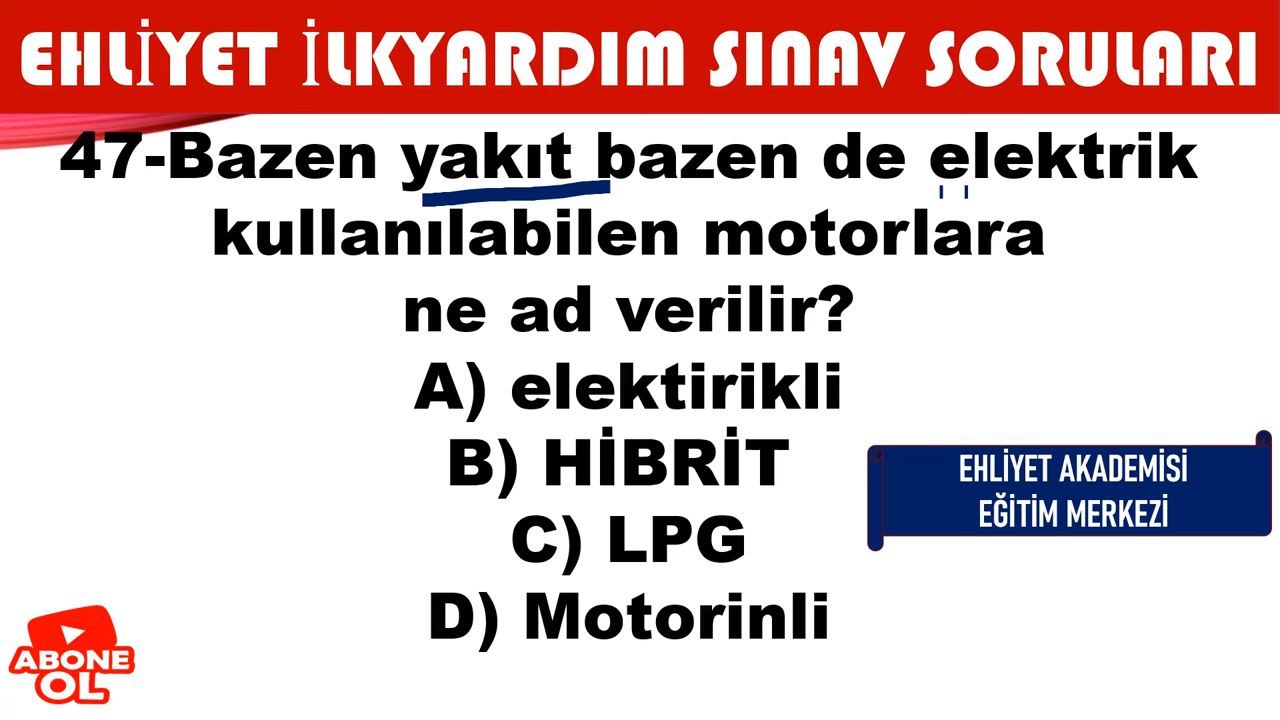 EHLİYET İLKYARDIM SINAV SORULARI
47-Bazen yakıt bazen de elektrik
kullanılabilen motorlara
ne ad verilir?
A) elektirikli
B) HİBRİT
C) LPG
D) Motorinli
EHLİYET AKADEMİSİ
EĞİTİM MERKEZİ
ABONE
OL